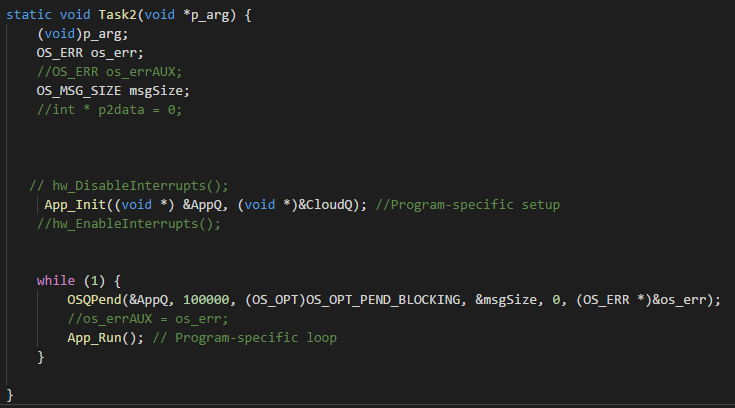 static void Task2(void *p_arg) {
    (void)p_arg;
    OS_ERR os_err;
    //OS_ERR os_errAUX;
    OS_MSG_SIZE msgSize;
    //int * p2data = 0;
   // hw_DisableInterrupts();
     App_Init((void *) &AppQ, (void *)&CloudQ); //Program-specific setup
    //hw_EnableInterrupts();
    while (1) {
        OSQPend(&AppQ, 100000, (OS_OPT)OS_OPT_PEND_BLOCKING, &msgSize, 0, (OS_ERR *)&os_err);
        //os_errAUX = os_err;
        App_Run(); // Program-specific loop
    }
}